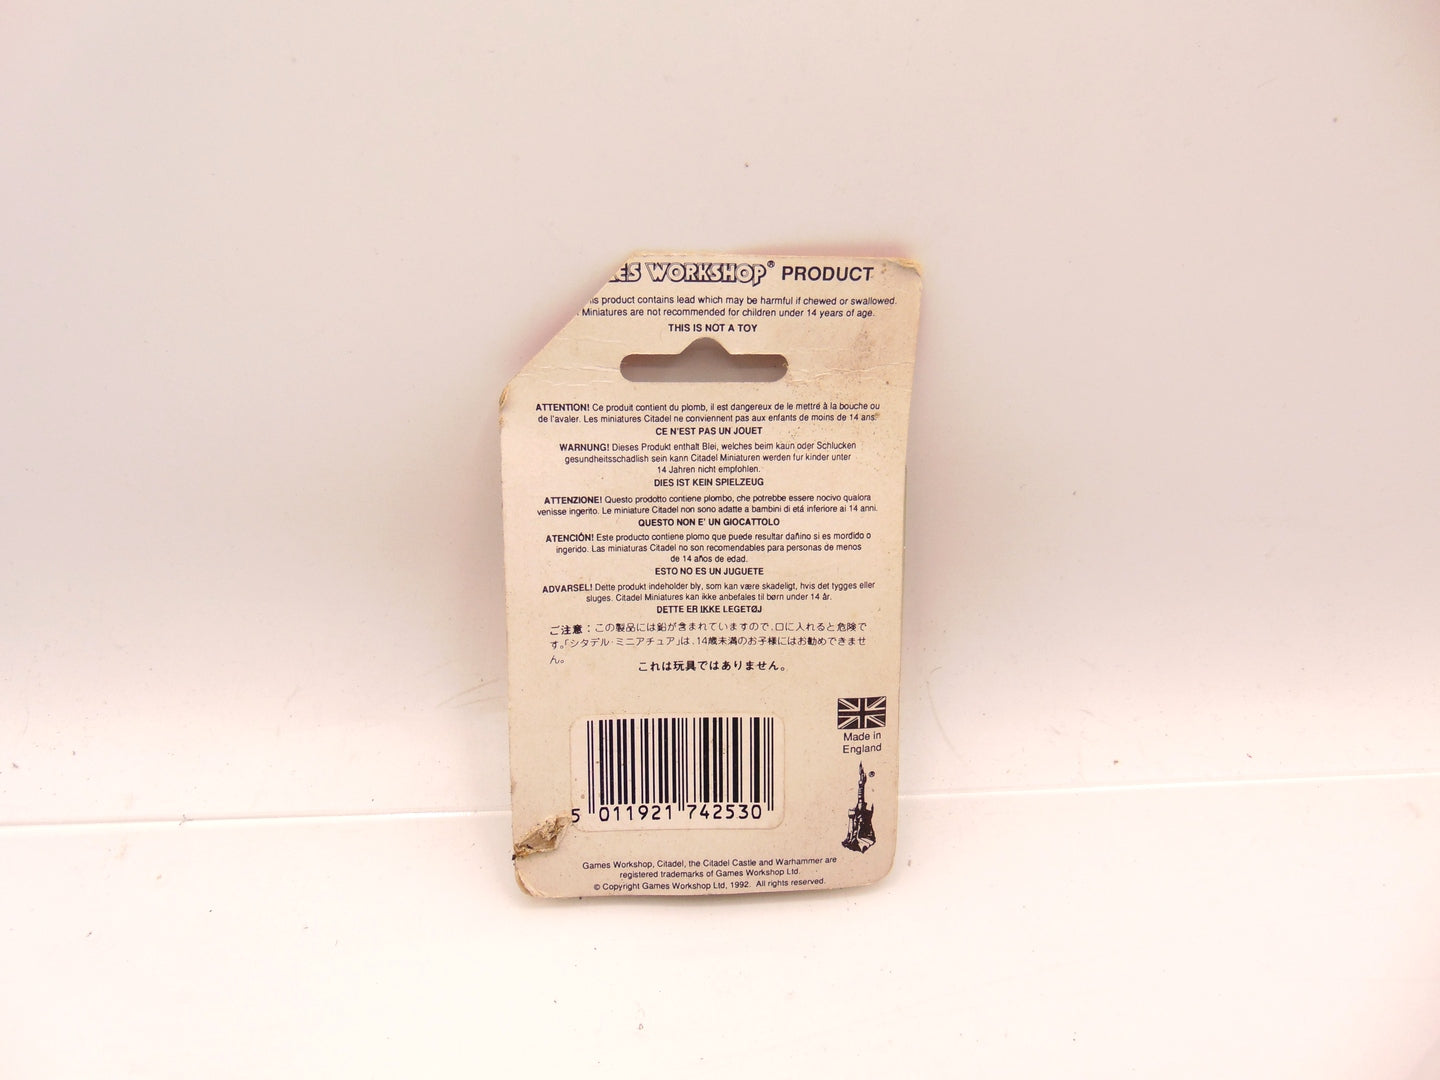 WORKSHOP® PRODUCT
product contains lead which may be harmful if chewed or swallowed.
Miniatures are not recommended for children under 14 years of age.
THIS IS NOT A TOY
ATTENTION! Ce produit contient du plomb, il est dangereux de le mettre à la bouche ou
de l'avaler. Les miniatures Citadel ne conviennent pas aux enfants de moins de 14 ans.
CE N'EST PAS UN JOUET
WARNUNG! Dieses Produkt enthalt Blei, welches beim kaun oder Schlucken
gesundheitsschadlich sein kann Citadel Miniaturen werden fur kinder unter
14 Jahren nicht empfohlen.
DIES IST KEIN SPIELZEUG
ATTENZIONE! Questo prodotto contiene plombo, che potrebbe essere nocivo qualora
venisse ingerito. Le miniature Citadel non sono adatte a bambini di etá inferiore ai 14 anni.
QUESTO NON E' UN GIOCATTOLO
ATENCIÓN! Este producto contiene plomo que puede resultar dañino si es mordido o
ingerido. Las miniaturas Citadel no son recomendables para personas de menos
de 14 años de edad.
ESTO NO ES UN JUGUETE
ADVARSEL! Dette produkt indeholder bly, som kan være skadeligt, hvis det tygges eller
sluges. Citadel Miniatures kan ikke anbefales til børn under 14 år.
DETTE ER IKKE LEGETØJ
ご注意：この製品には鉛が含まれていますので、口に入れると危険で
す。「シタデル・ミニアチュア」は、14歳未満のお子様にはお勧めできませ
ん。
これは玩具ではありません。
Made in
England
®
5 011921 742530
Games Workshop, Citadel, the Citadel Castle and Warhammer are
registered trademarks of Games Workshop Ltd.
© Copyright Games Workshop Ltd, 1992. All rights reserved.